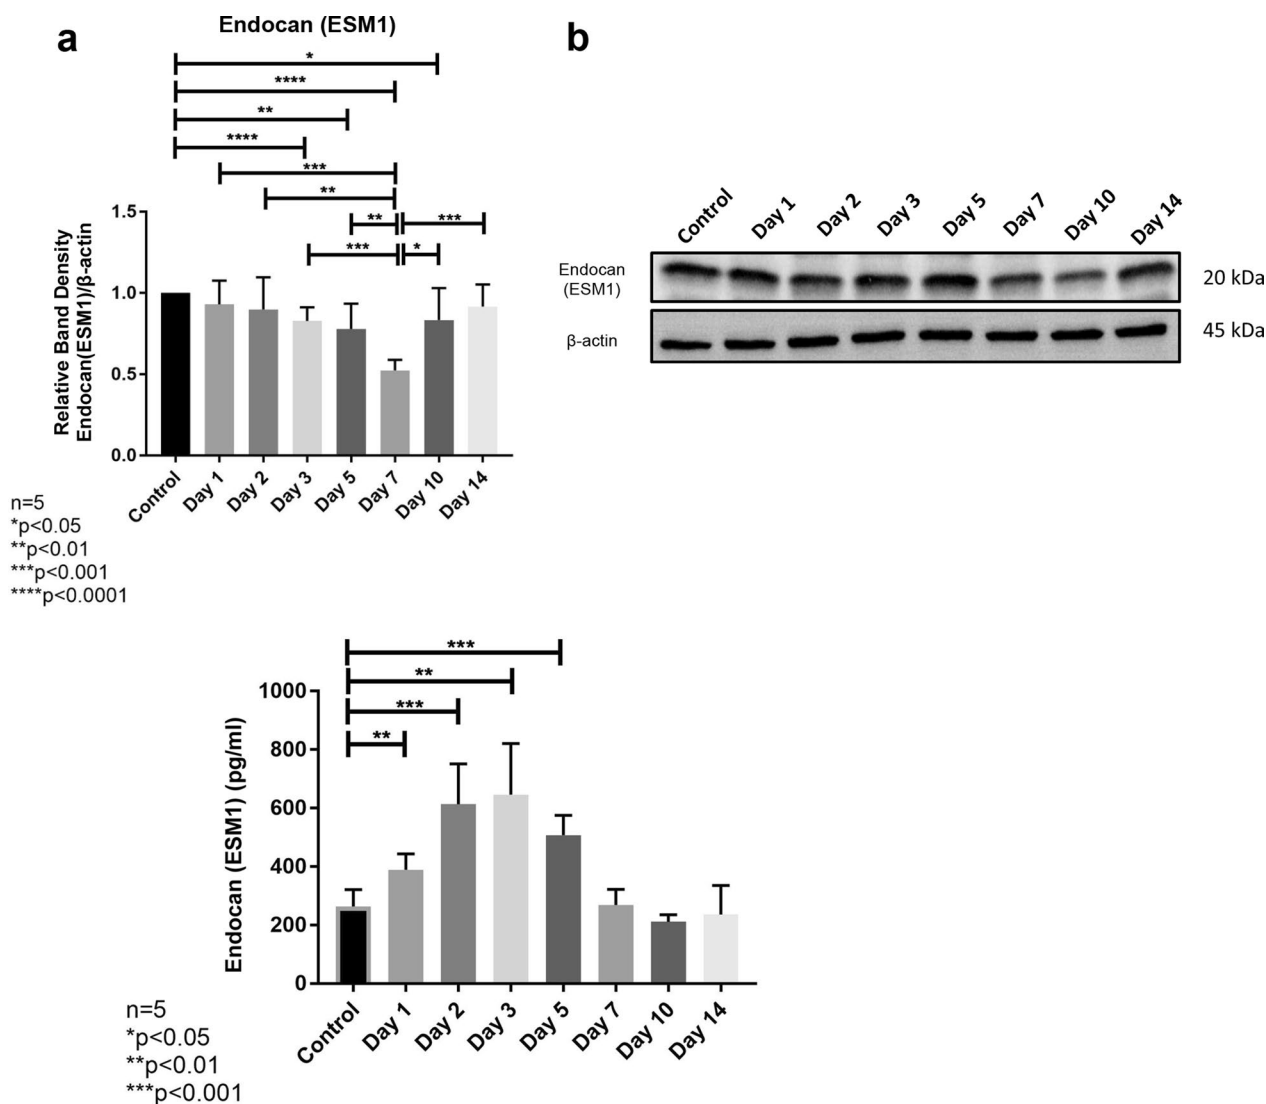 a
Endocan (ESM1)
*
****
**
****
***
**
** ***
*** *
Relative Band Density
Endocan(ESM1)/β-actin
1.5
1.0
0.5
0.0
Control Day 1 Day 2 Day 3 Day 5 Day 7 Day 10 Day 14
n=5
*p<0.05
**p<0.01
***p<0.001
****p<0.0001
b
Control Day 1 Day 2 Day 3 Day 5 Day 7 Day 10 Day 14
Endocan
(ESM1)
20 kDa
β-actin
45 kDa
***
**
***
**
Endocan (ESM1) (pg/ml)
1000
800
600
400
200
0
Control Day 1 Day 2 Day 3 Day 5 Day 7 Day 10 Day 14
n=5
*p<0.05
**p<0.01
***p<0.001